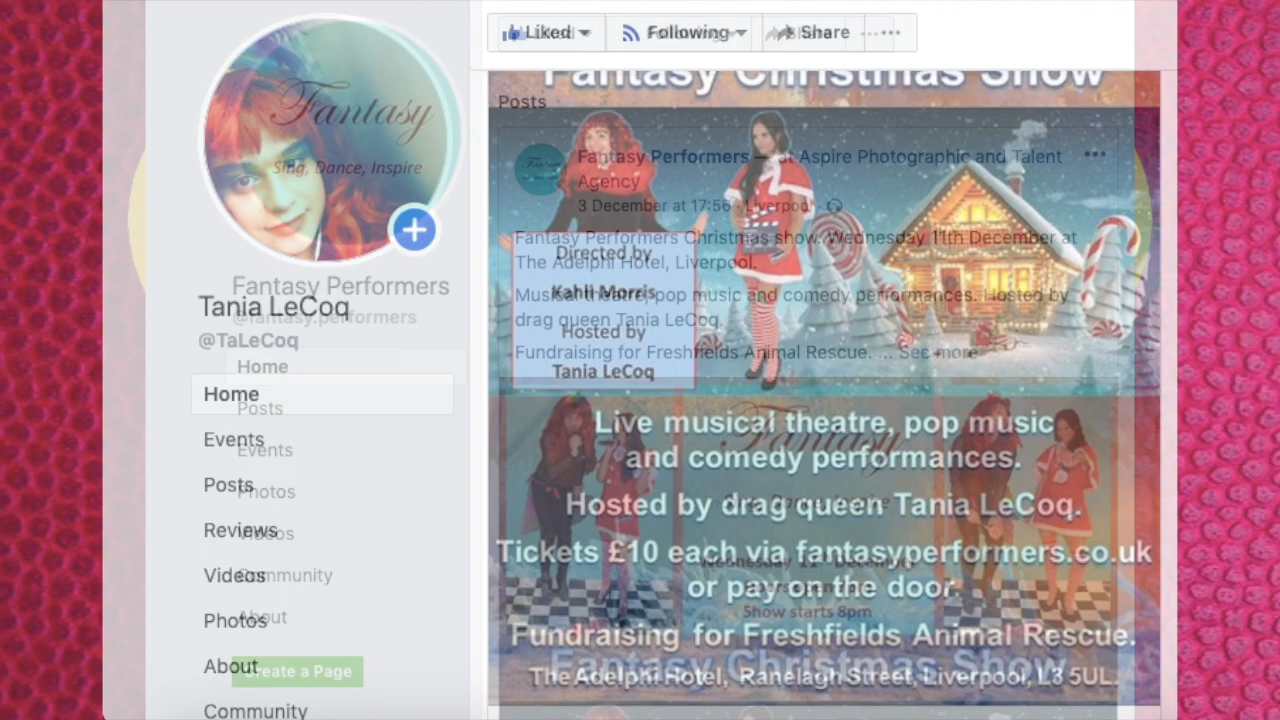 Fantasy
Sing, Dance, Inspire
Fantasy Performers
@fantasy.performers
Tania LeCoq
@TaLeCoq
Home
Posts
Events
Photos
Videos
Community
About
Create a Page
Home
Events
Posts
Reviews
Videos
Photos
About
Community
Liked
Following
Share
Fantasy Christmas Show
Posts
Fantasy Performers — at Aspire Photographic and Talent
Agency
3 December at 17:56 · Liverpool ·
Fantasy Performers Christmas show. Wednesday 11th December at
The Adelphi Hotel, Liverpool.
Musical theatre, pop music and comedy performances. Hosted by
drag queen Tania LeCoq.
Fundraising for Freshfields Animal Rescue. ... See more
Directed by
Kahli Morris
Hosted by
Tania LeCoq
Live musical theatre, pop music
and comedy performances.
Hosted by drag queen Tania LeCoq.
Tickets £10 each via fantasyperformers.co.uk
or pay on the door.
Fundraising for Freshfields Animal Rescue.
The Adelphi Hotel, Ranelagh Street, Liverpool, L3 5UL.
Fantasy
Wednesday 11th December
Show starts 8pm
Fantasy Christmas Show